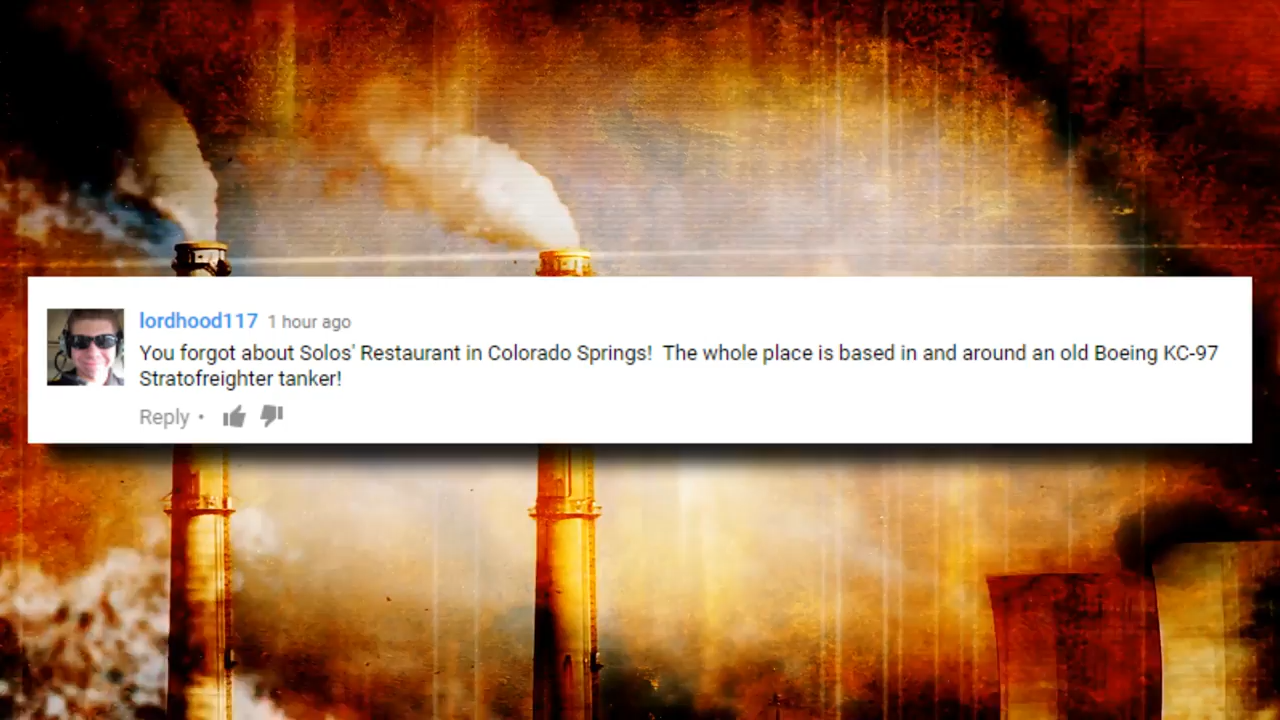 lordhood117 1 hour ago
You forgot about Solos' Restaurant in Colorado Springs!  The whole place is based in and around an old Boeing KC-97
Stratofreighter tanker!
Reply •